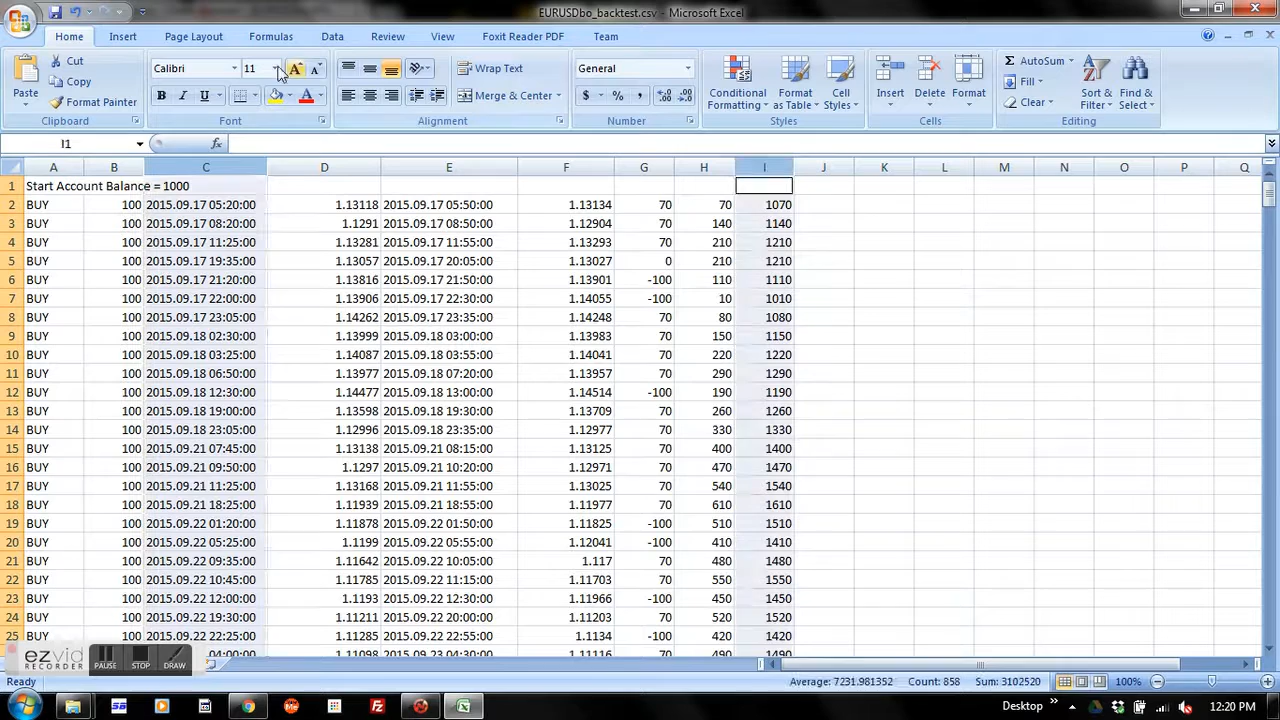 EURUSDbo_backtest.csv - Microsoft Excel
Home Insert Page Layout Formulas Data Review View Foxit Reader PDF Team
Paste Cut Copy Format Painter
Calibri 11 A A
B I U A
Wrap Text
Merge & Center
General
$ % ,
Conditional Formatting Format as Table Cell Styles
Insert Delete Format
Σ AutoSum Fill Clear
Sort & Filter Find & Select
Clipboard Font Alignment Number Styles Cells Editing
I1 fx
A B C D E F G H I J K L M N O P Q
1 Start Account Balance = 1000
2 BUY 100 2015.09.17 05:20:00 1.13118 2015.09.17 05:50:00 1.13134 70 70 1070
3 BUY 100 2015.09.17 08:20:00 1.1291 2015.09.17 08:50:00 1.12904 70 140 1140
4 BUY 100 2015.09.17 11:25:00 1.13281 2015.09.17 11:55:00 1.13293 70 210 1210
5 BUY 100 2015.09.17 19:35:00 1.13057 2015.09.17 20:05:00 1.13027 0 210 1210
6 BUY 100 2015.09.17 21:20:00 1.13816 2015.09.17 21:50:00 1.13901 -100 110 1110
7 BUY 100 2015.09.17 22:00:00 1.13906 2015.09.17 22:30:00 1.14055 -100 10 1010
8 BUY 100 2015.09.17 23:05:00 1.14262 2015.09.17 23:35:00 1.14248 70 80 1080
9 BUY 100 2015.09.18 02:30:00 1.13999 2015.09.18 03:00:00 1.13983 70 150 1150
10 BUY 100 2015.09.18 03:25:00 1.14087 2015.09.18 03:55:00 1.14041 70 220 1220
11 BUY 100 2015.09.18 06:50:00 1.13977 2015.09.18 07:20:00 1.13957 70 290 1290
12 BUY 100 2015.09.18 12:30:00 1.14477 2015.09.18 13:00:00 1.14514 -100 190 1190
13 BUY 100 2015.09.18 19:00:00 1.13598 2015.09.18 19:30:00 1.13709 70 260 1260
14 BUY 100 2015.09.18 23:05:00 1.12996 2015.09.18 23:35:00 1.12977 70 330 1330
15 BUY 100 2015.09.21 07:45:00 1.13138 2015.09.21 08:15:00 1.13125 70 400 1400
16 BUY 100 2015.09.21 09:50:00 1.1297 2015.09.21 10:20:00 1.12971 70 470 1470
17 BUY 100 2015.09.21 11:25:00 1.13168 2015.09.21 11:55:00 1.13025 70 540 1540
18 BUY 100 2015.09.21 18:25:00 1.11939 2015.09.21 18:55:00 1.11977 70 610 1610
19 BUY 100 2015.09.22 01:20:00 1.11878 2015.09.22 01:50:00 1.11825 -100 510 1510
20 BUY 100 2015.09.22 05:25:00 1.1199 2015.09.22 05:55:00 1.12041 -100 410 1410
21 BUY 100 2015.09.22 09:35:00 1.11642 2015.09.22 10:05:00 1.117 70 480 1480
22 BUY 100 2015.09.22 10:45:00 1.11785 2015.09.22 11:15:00 1.11703 70 550 1550
23 BUY 100 2015.09.22 12:00:00 1.1193 2015.09.22 12:30:00 1.11966 -100 450 1450
24 BUY 100 2015.09.22 19:30:00 1.11211 2015.09.22 20:00:00 1.11203 70 520 1520
25 BUY 100 2015.09.22 22:25:00 1.11285 2015.09.22 22:55:00 1.1134 -100 420 1420
04:00:00 1.11098 2015.09.23 04:30:00 1.11116 70 490 1490
ezvid RECORDER PAUSE STOP DRAW
Ready Average: 7231.981352 Count: 858 Sum: 3102520 100%
Desktop 12:20 PM